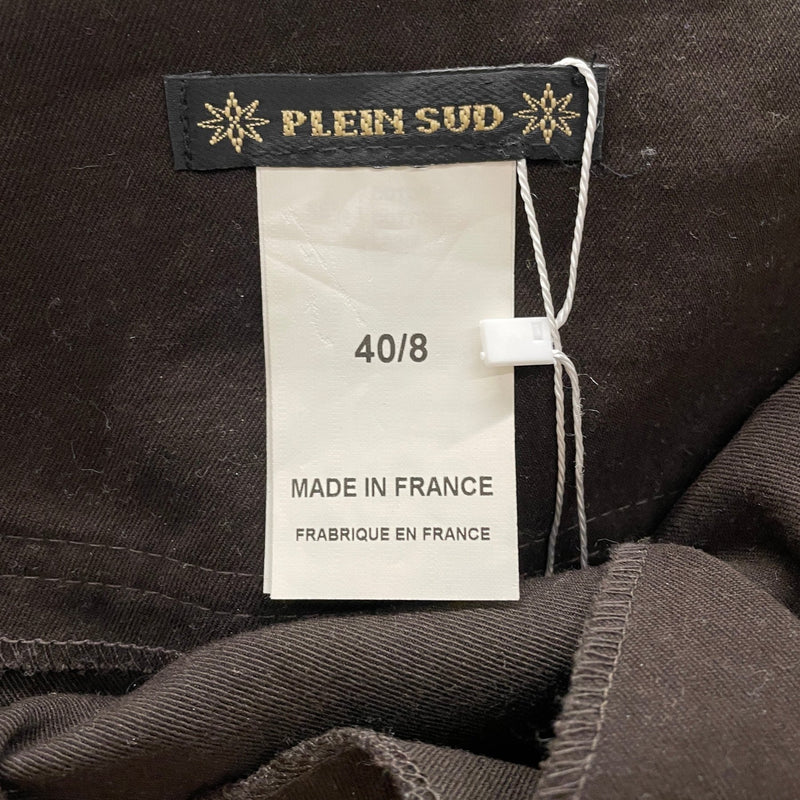 PLEIN SUD
40/8
MADE IN FRANCE
FRABRIQUE EN FRANCE